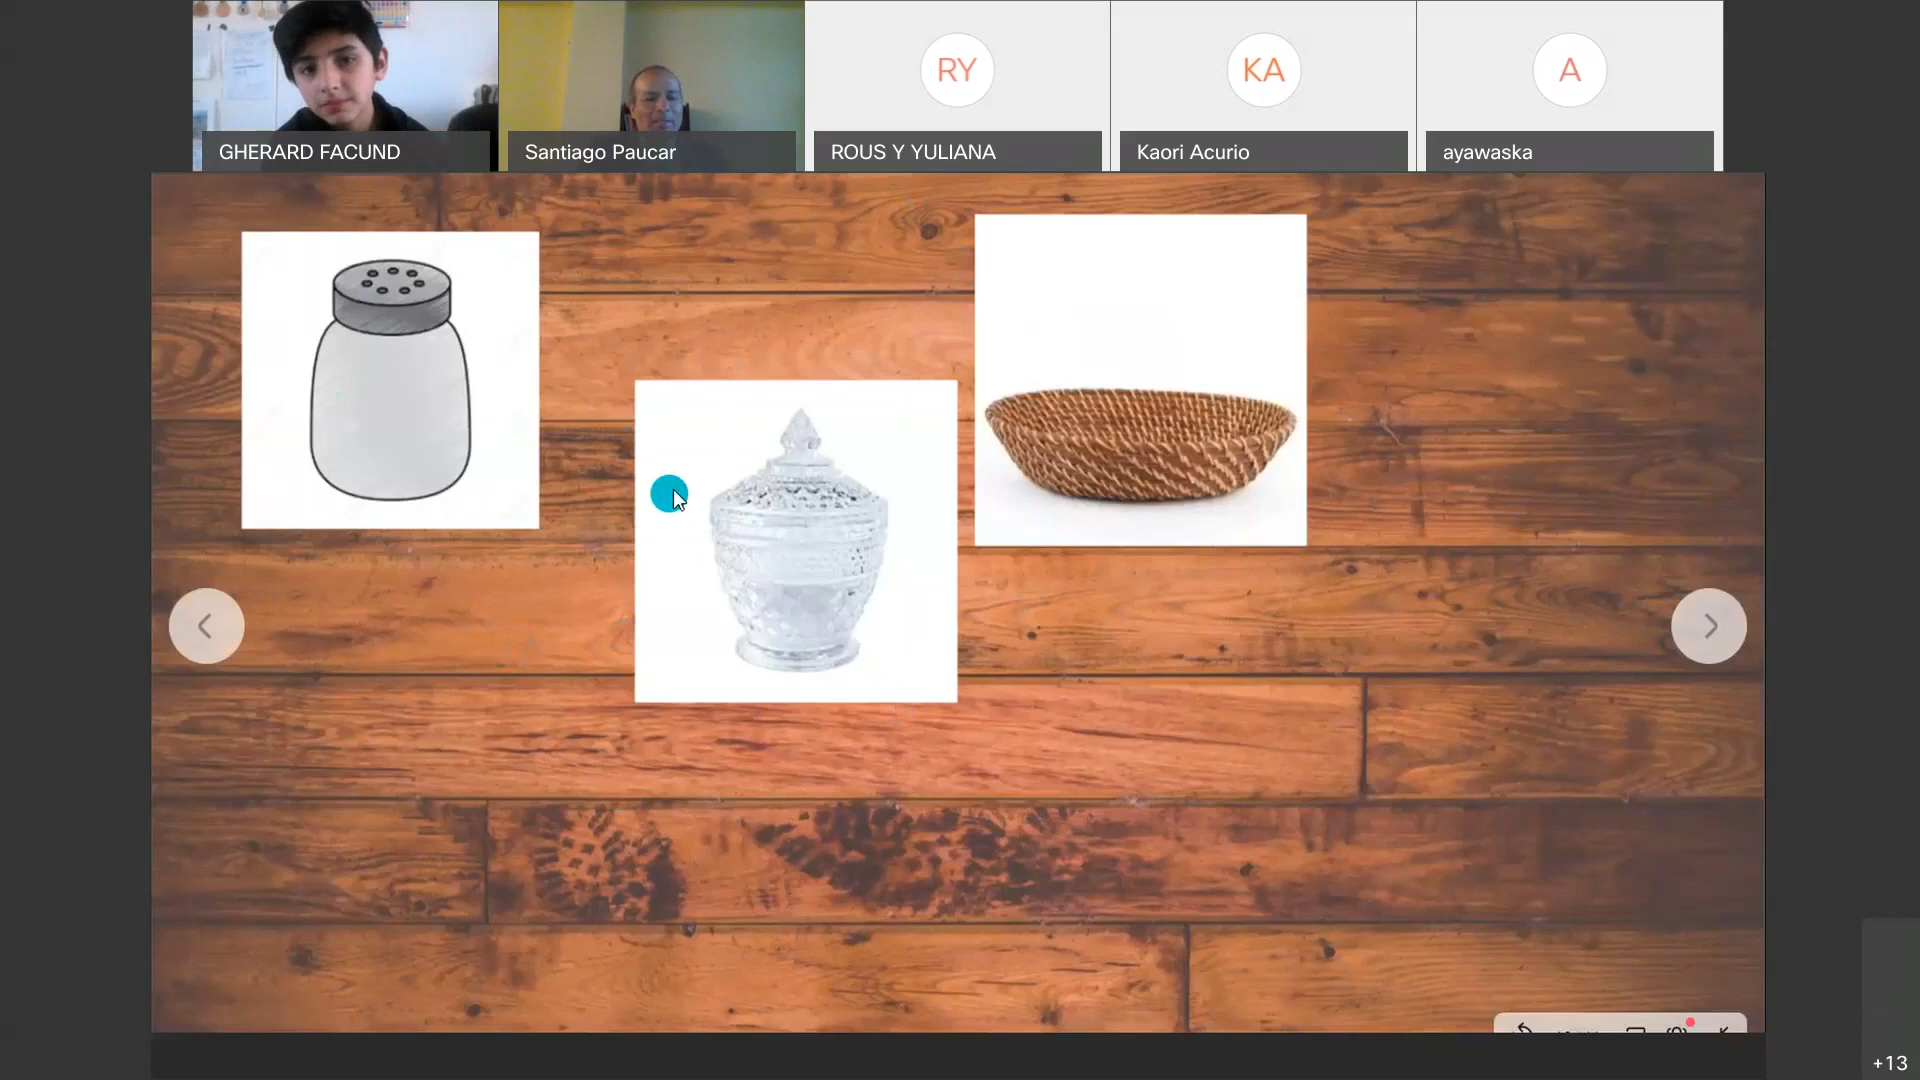 GHERARD FACUND
Santiago Paucar
RY
ROUS Y YULIANA
KA
Kaori Acurio
A
ayawaska
+13